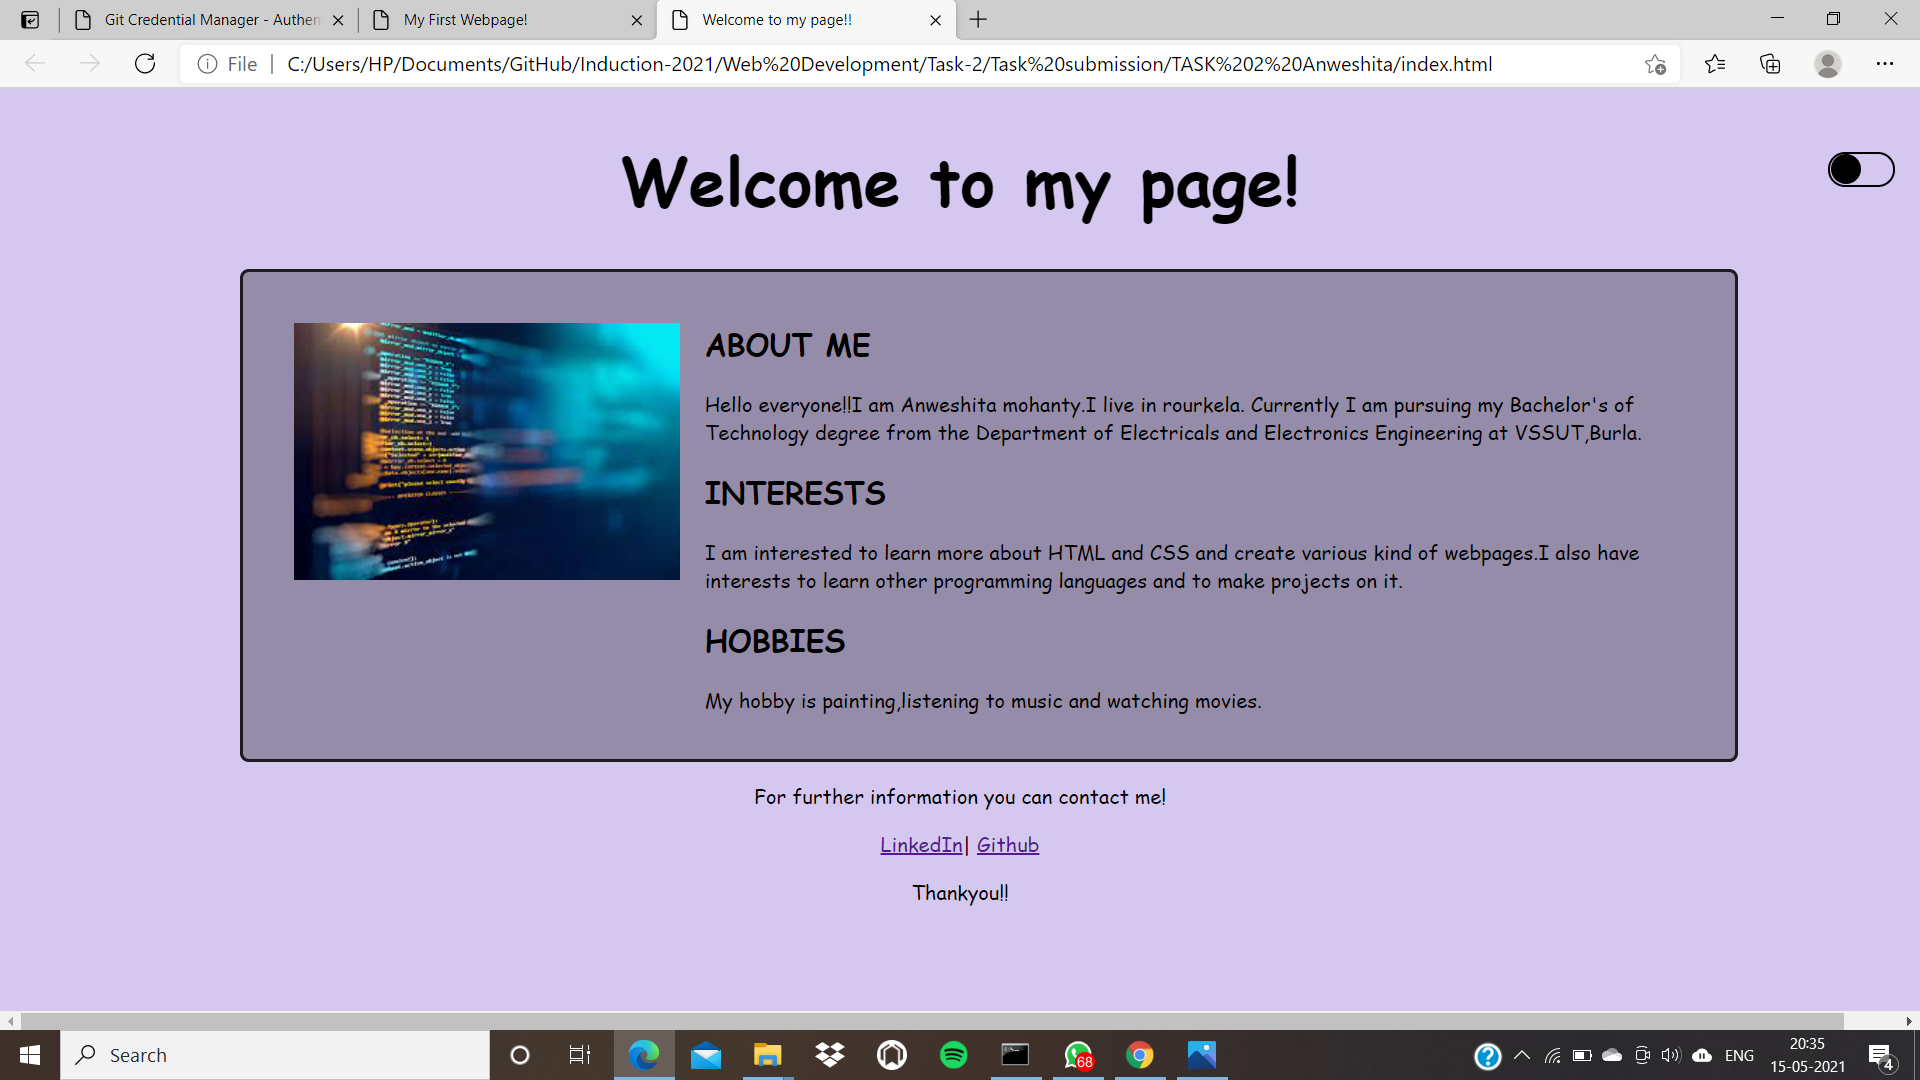 Git Credential Manager - Authen
My First Webpage!
Welcome to my page!!
File
C:/Users/HP/Documents/GitHub/Induction-2021/Web%20Development/Task-2/Task%20submission/TASK%202%20Anweshita/index.html
Welcome to my page!
ABOUT ME
Hello everyone!!I am Anweshita mohanty.I live in rourkela. Currently I am pursuing my Bachelor's of
Technology degree from the Department of Electricals and Electronics Engineering at VSSUT,Burla.
INTERESTS
I am interested to learn more about HTML and CSS and create various kind of webpages.I also have
interests to learn other programming languages and to make projects on it.
HOBBIES
My hobby is painting,listening to music and watching movies.
For further information you can contact me!
LinkedIn| Github
Thankyou!!
Search
68
ENG
20:35
15-05-2021
4